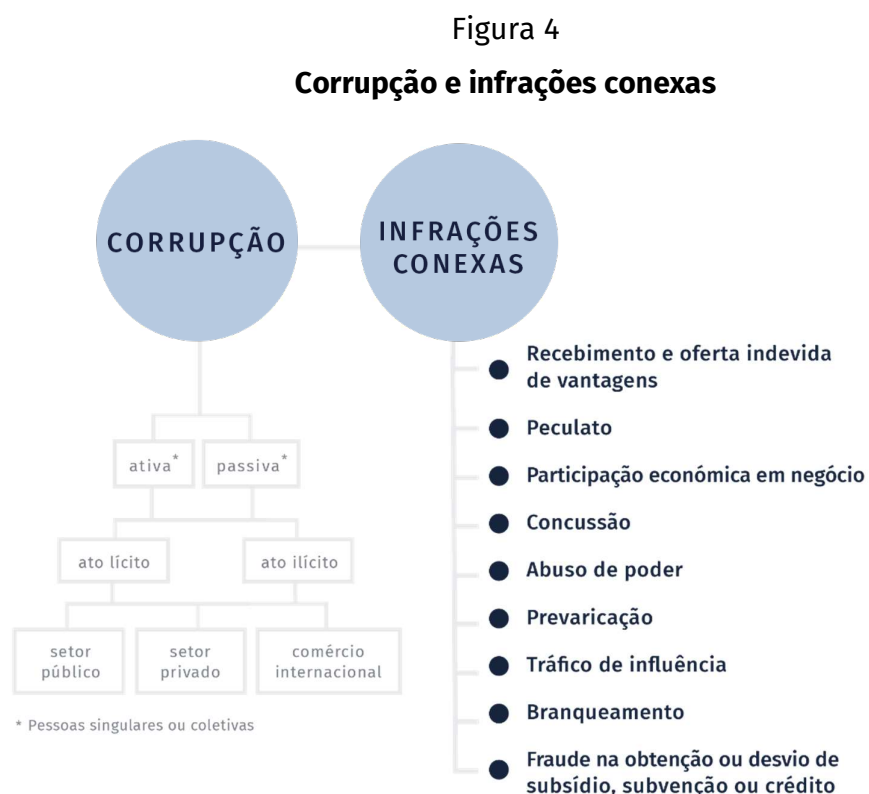 Figura 4
Corrupção e infrações conexas
CORRUPÇÃO
INFRAÇÕES
CONEXAS
ativa*
passiva*
ato lícito
ato ilícito
setor
público
setor
privado
comércio
internacional
* Pessoas singulares ou coletivas
Recebimento e oferta indevida
de vantagens
Peculato
Participação económica em negócio
Concussão
Abuso de poder
Prevaricação
Tráfico de influência
Branqueamento
Fraude na obtenção ou desvio de
subsídio, subvenção ou crédito